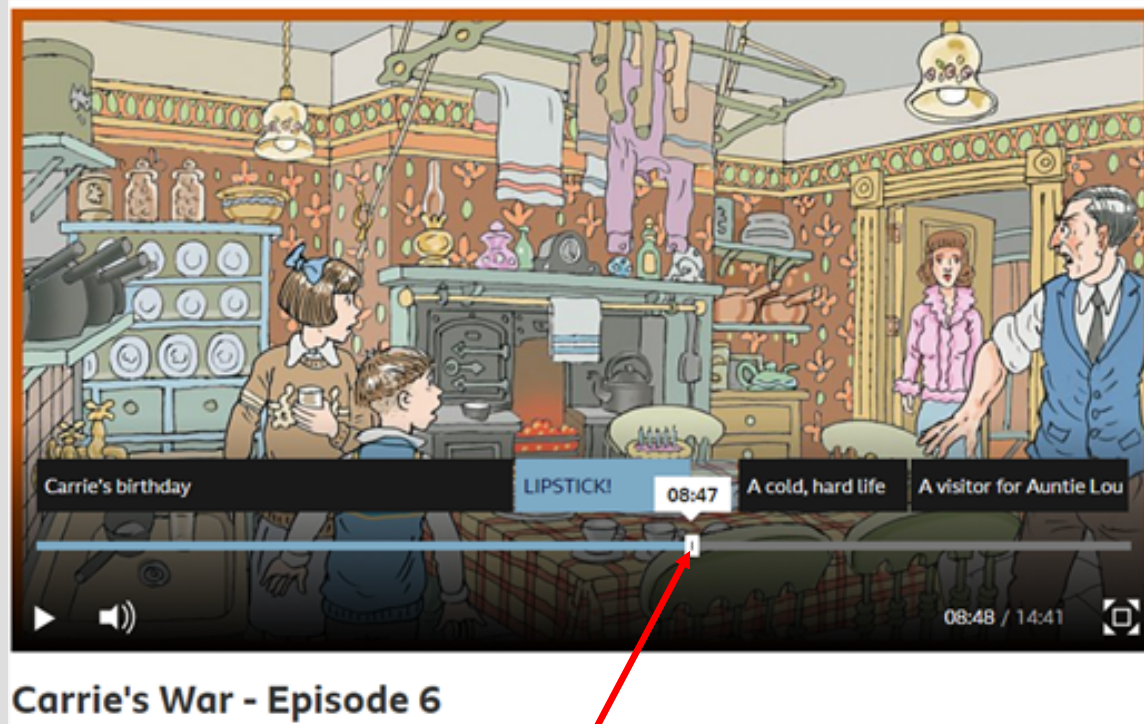 Carrie's birthday
LIPSTICK!
08:47
A cold, hard life
A visitor for Auntie Lou
08:48 / 14:41
Carrie's War - Episode 6